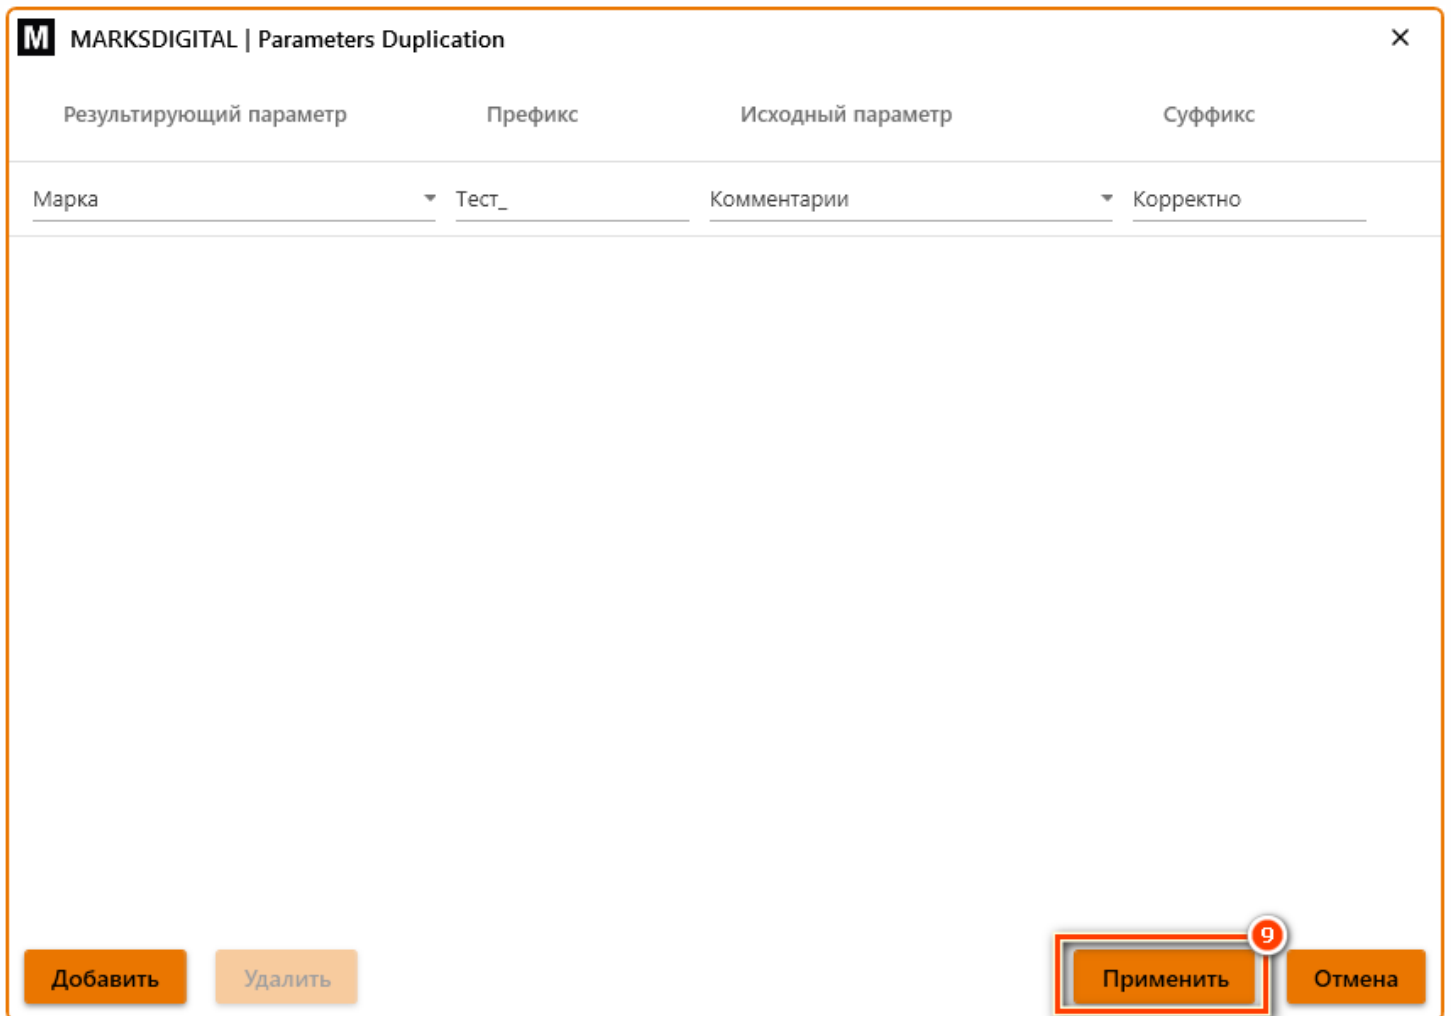 M MARKSDIGITAL | Parameters Duplication
Результирующий параметр Префикс Исходный параметр Суффикс
Марка Тест_ Комментарии Корректно
9
Добавить Удалить Применить Отмена